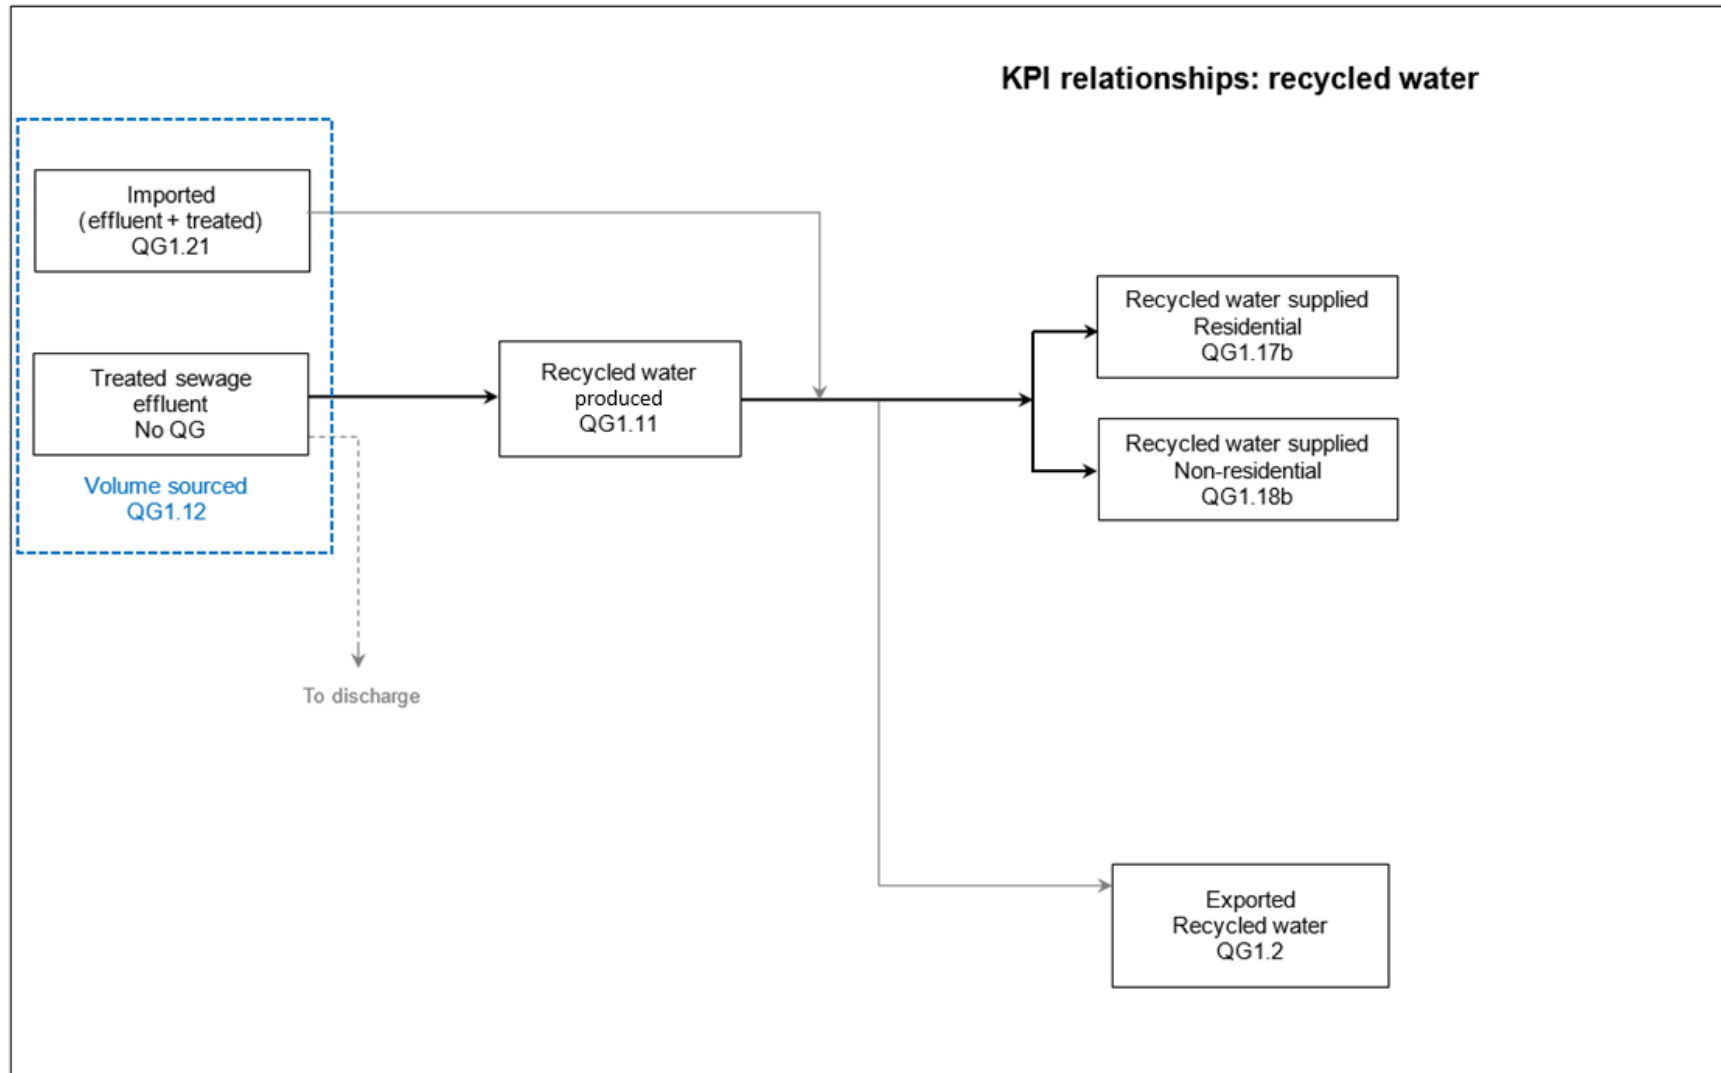 KPI relationships: recycled water
Imported
(effluent + treated)
QG1.21
Treated sewage
effluent
No QG
Volume sourced
QG1.12
To discharge
Recycled water
produced
QG1.11
Recycled water supplied
Residential
QG1.17b
Recycled water supplied
Non-residential
QG1.18b
Exported
Recycled water
QG1.2